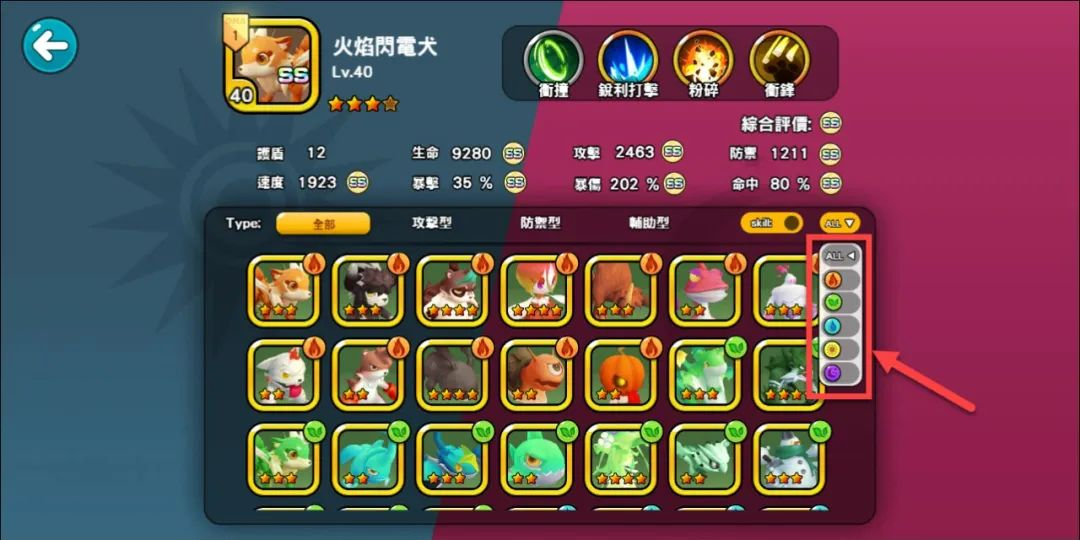 DNA
1
火焰閃電犬
Lv.40
SS
40
衝撞 銳利打擊 粉碎 衝鋒
綜合評價: SS
護盾 12 生命 9280 SS 攻擊 2463 SS 防禦 1211 SS
速度 1923 SS 暴擊 35 % SS 暴傷 202 % SS 命中 80 % SS
Type: 全部 攻擊型 防禦型 輔助型 skill: ALL
ALL